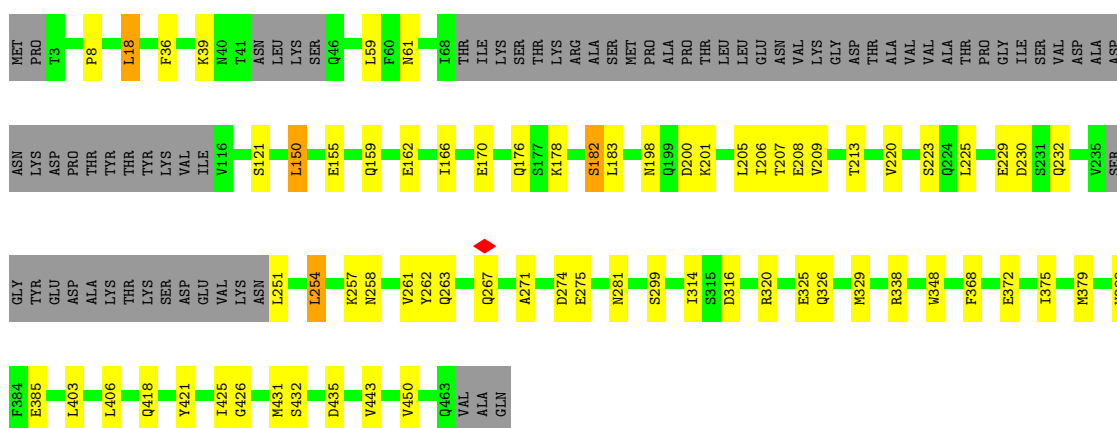 MET PRO T3 P8 L18 F36 K39 N40 T41 ASN LEU LYS SER Q46 L59 F60 N61 I68 THR ILE LYS SER THR LYS ARG ALA SER MET PRO ALA PRO THR LEU LEU GLU ASN VAL LYS GLY ASP THR ALA VAL VAL ALA THR PRO GLY ILE SER VAL ASP ALA ASP
ASN LYS ASP PRO THR TYR THR THR TYR LYS VAL ILE V116 S121 L150 E155 Q159 E162 I166 E170 Q176 S177 K178 S182 L183 N198 Q199 D200 K201 L205 I206 T207 E208 V209 T213 V220 S223 Q224 L225 E229 D230 S231 Q232 V235 SER
GLY TYR GLU ASP ALA LYS THR LYS SER ASP GLU VAL LYS ASN L251 L254 K257 N258 V261 Y262 Q263 Q267 A271 D274 E275 N281 S299 I314 S315 D316 R320 E325 Q326 M329 R338 W348 F368 E372 I375 M379
F384 E385 L403 L406 Q418 Y421 I425 G426 M431 S432 D435 V443 V450 Q463 VAL ALA GLN